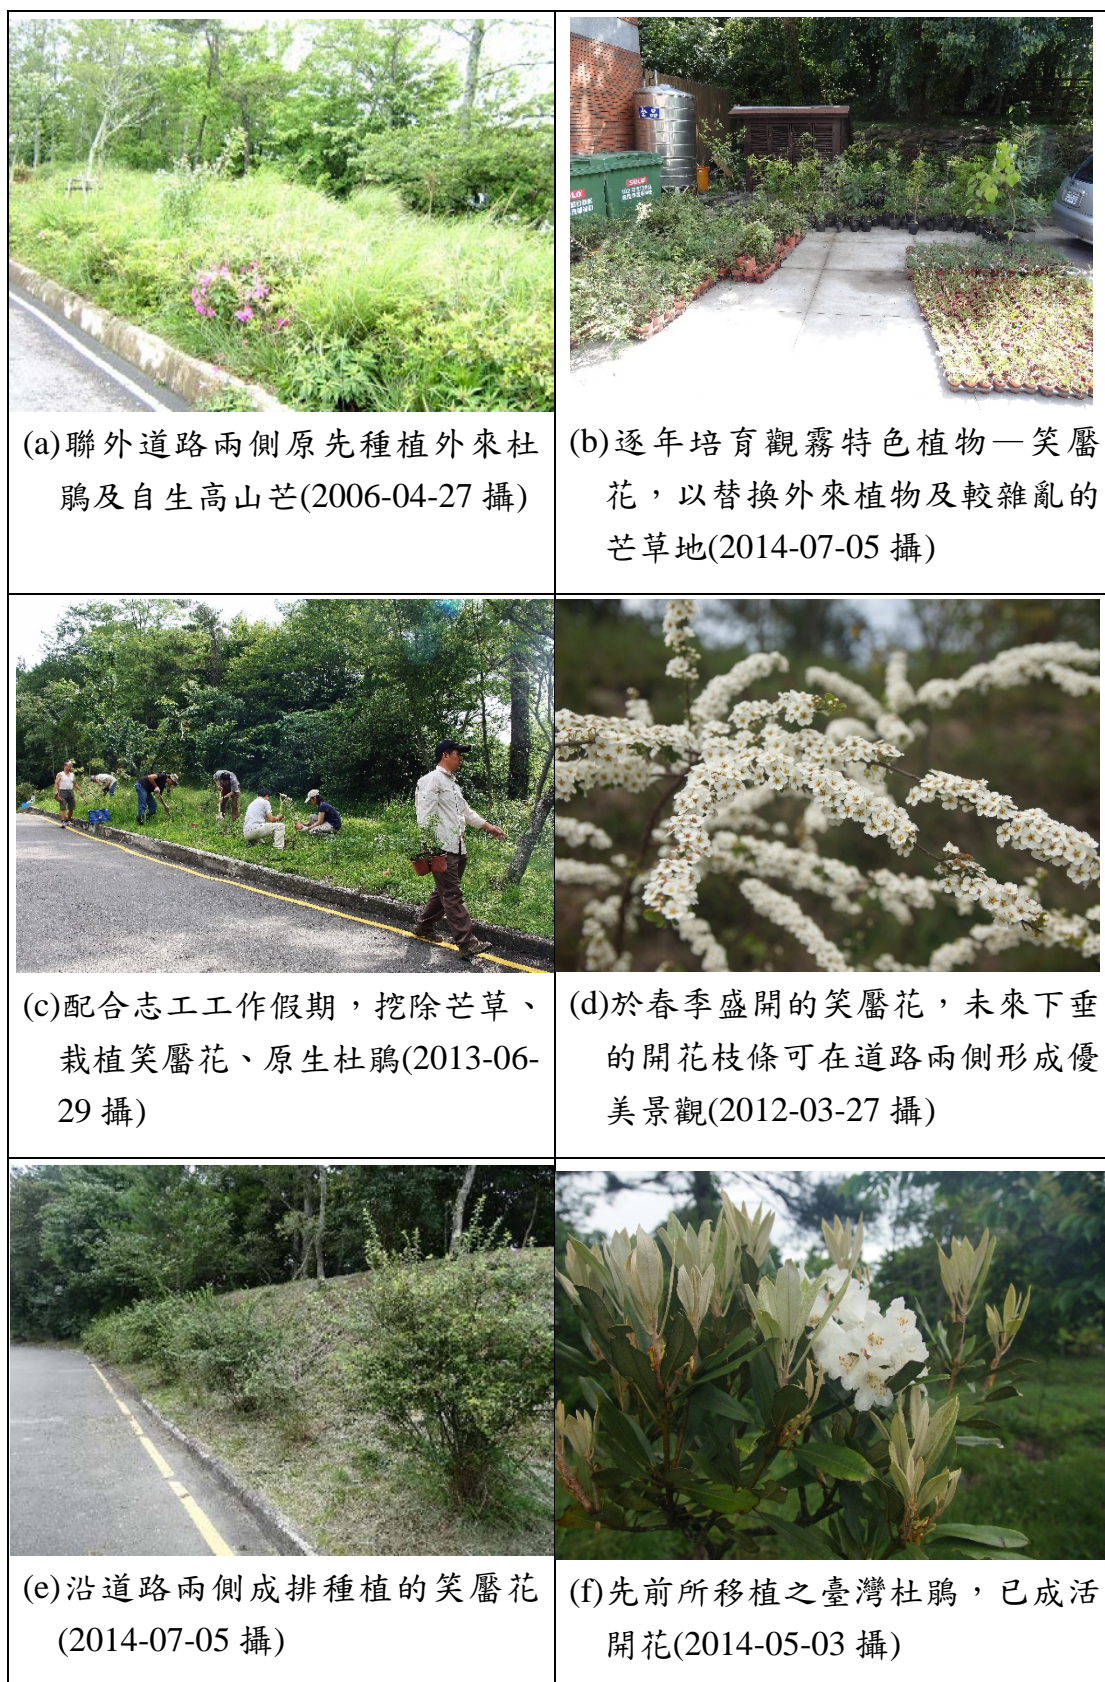 (a)聯外道路兩側原先種植外來杜
鵑及自生高山芒(2006-04-27 攝)
(b)逐年培育觀霧特色植物—笑靨
花，以替換外來植物及較雜亂的
芒草地(2014-07-05 攝)
(c)配合志工工作假期，挖除芒草、
栽植笑靨花、原生杜鵑(2013-06-
29 攝)
(d)於春季盛開的笑靨花，未來下垂
的開花枝條可在道路兩側形成優
美景觀(2012-03-27 攝)
(e)沿道路兩側成排種植的笑靨花
(2014-07-05 攝)
(f)先前所移植之臺灣杜鵑，已成活
開花(2014-05-03 攝)